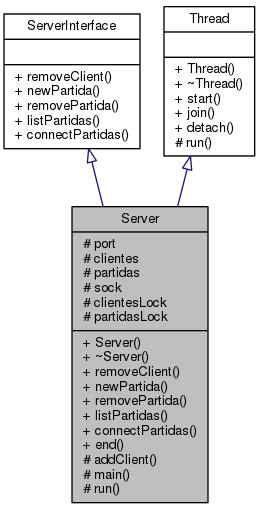 ServerInterface
+ removeClient()
+ newPartida()
+ removePartida()
+ listPartidas()
+ connectPartidas()
Thread
+ Thread()
+ ~Thread()
+ start()
+ join()
+ detach()
# run()
Server
# port
# clientes
# partidas
# sock
# clientesLock
# partidasLock
+ Server()
+ ~Server()
+ removeClient()
+ newPartida()
+ removePartida()
+ listPartidas()
+ connectPartidas()
+ end()
# addClient()
# main()
# run()